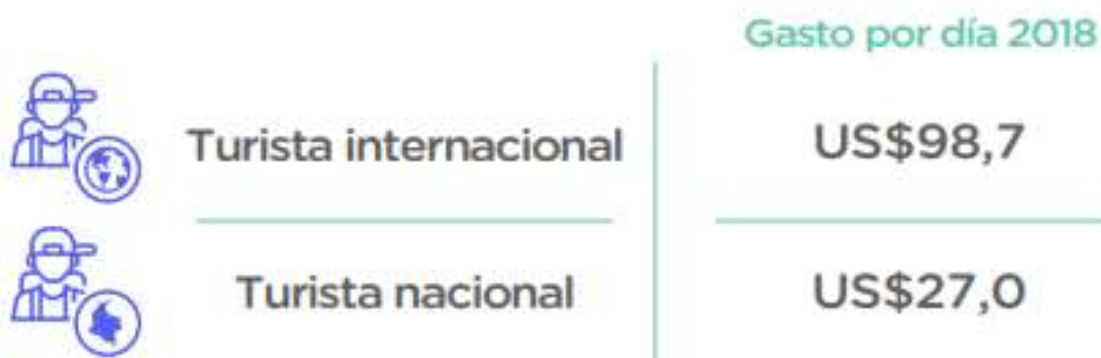 Gasto por día 2018
Turista internacional US$98,7
Turista nacional US$27,0